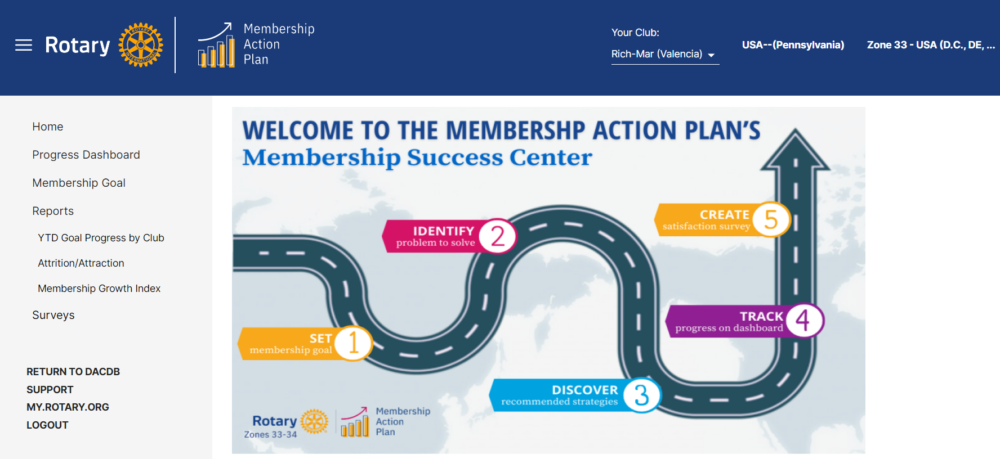 Rotary
ROTARY
INTERNATIONAL
Membership
Action
Plan
Your Club:
Rich-Mar (Valencia)
USA--(Pennsylvania)
Zone 33 - USA (D.C., DE, ...
Home
Progress Dashboard
Membership Goal
Reports
YTD Goal Progress by Club
Attrition/Attraction
Membership Growth Index
Surveys
RETURN TO DACDB
SUPPORT
MY.ROTARY.ORG
LOGOUT
WELCOME TO THE MEMBERSHP ACTION PLAN'S
Membership Success Center
SET
membership goal
1
IDENTIFY
problem to solve
2
DISCOVER
recommended strategies
3
TRACK
progress on dashboard
4
CREATE
satisfaction survey
5
Rotary
Zones 33-34
Membership
Action
Plan